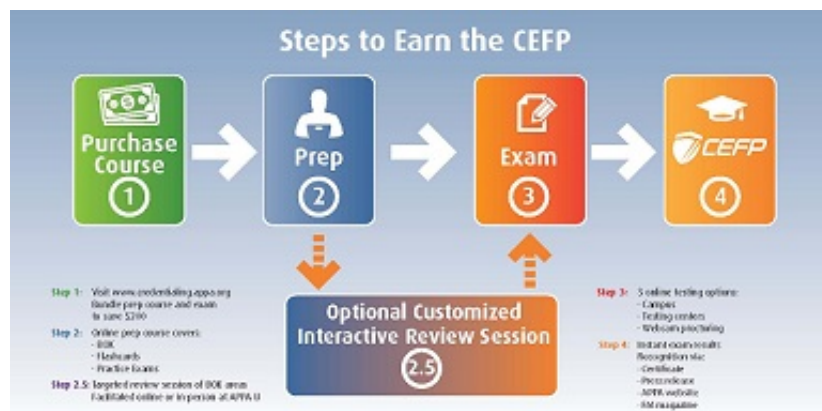 Steps to Earn the CEFP
Purchase
Course
1
Prep
2
Exam
3
CEFP
4
Optional Customized
Interactive Review Session
2.5
Step 1: Visit www.credentialing.appa.org
Bundle prep course and exam
to save $200
Step 2: Online prep course covers:
- BOK
- Flashcards
- Practice Exams
Step 2.5: Targeted review session of BOK areas
Facilitated online or in person at APPA U
Step 3: 3 online testing options:
- Campus
- Testing centers
- Webcam proctoring
Step 4: Instant exam results
Recognition via:
- Certificate
- Press release
- APPA website
- FM magazine